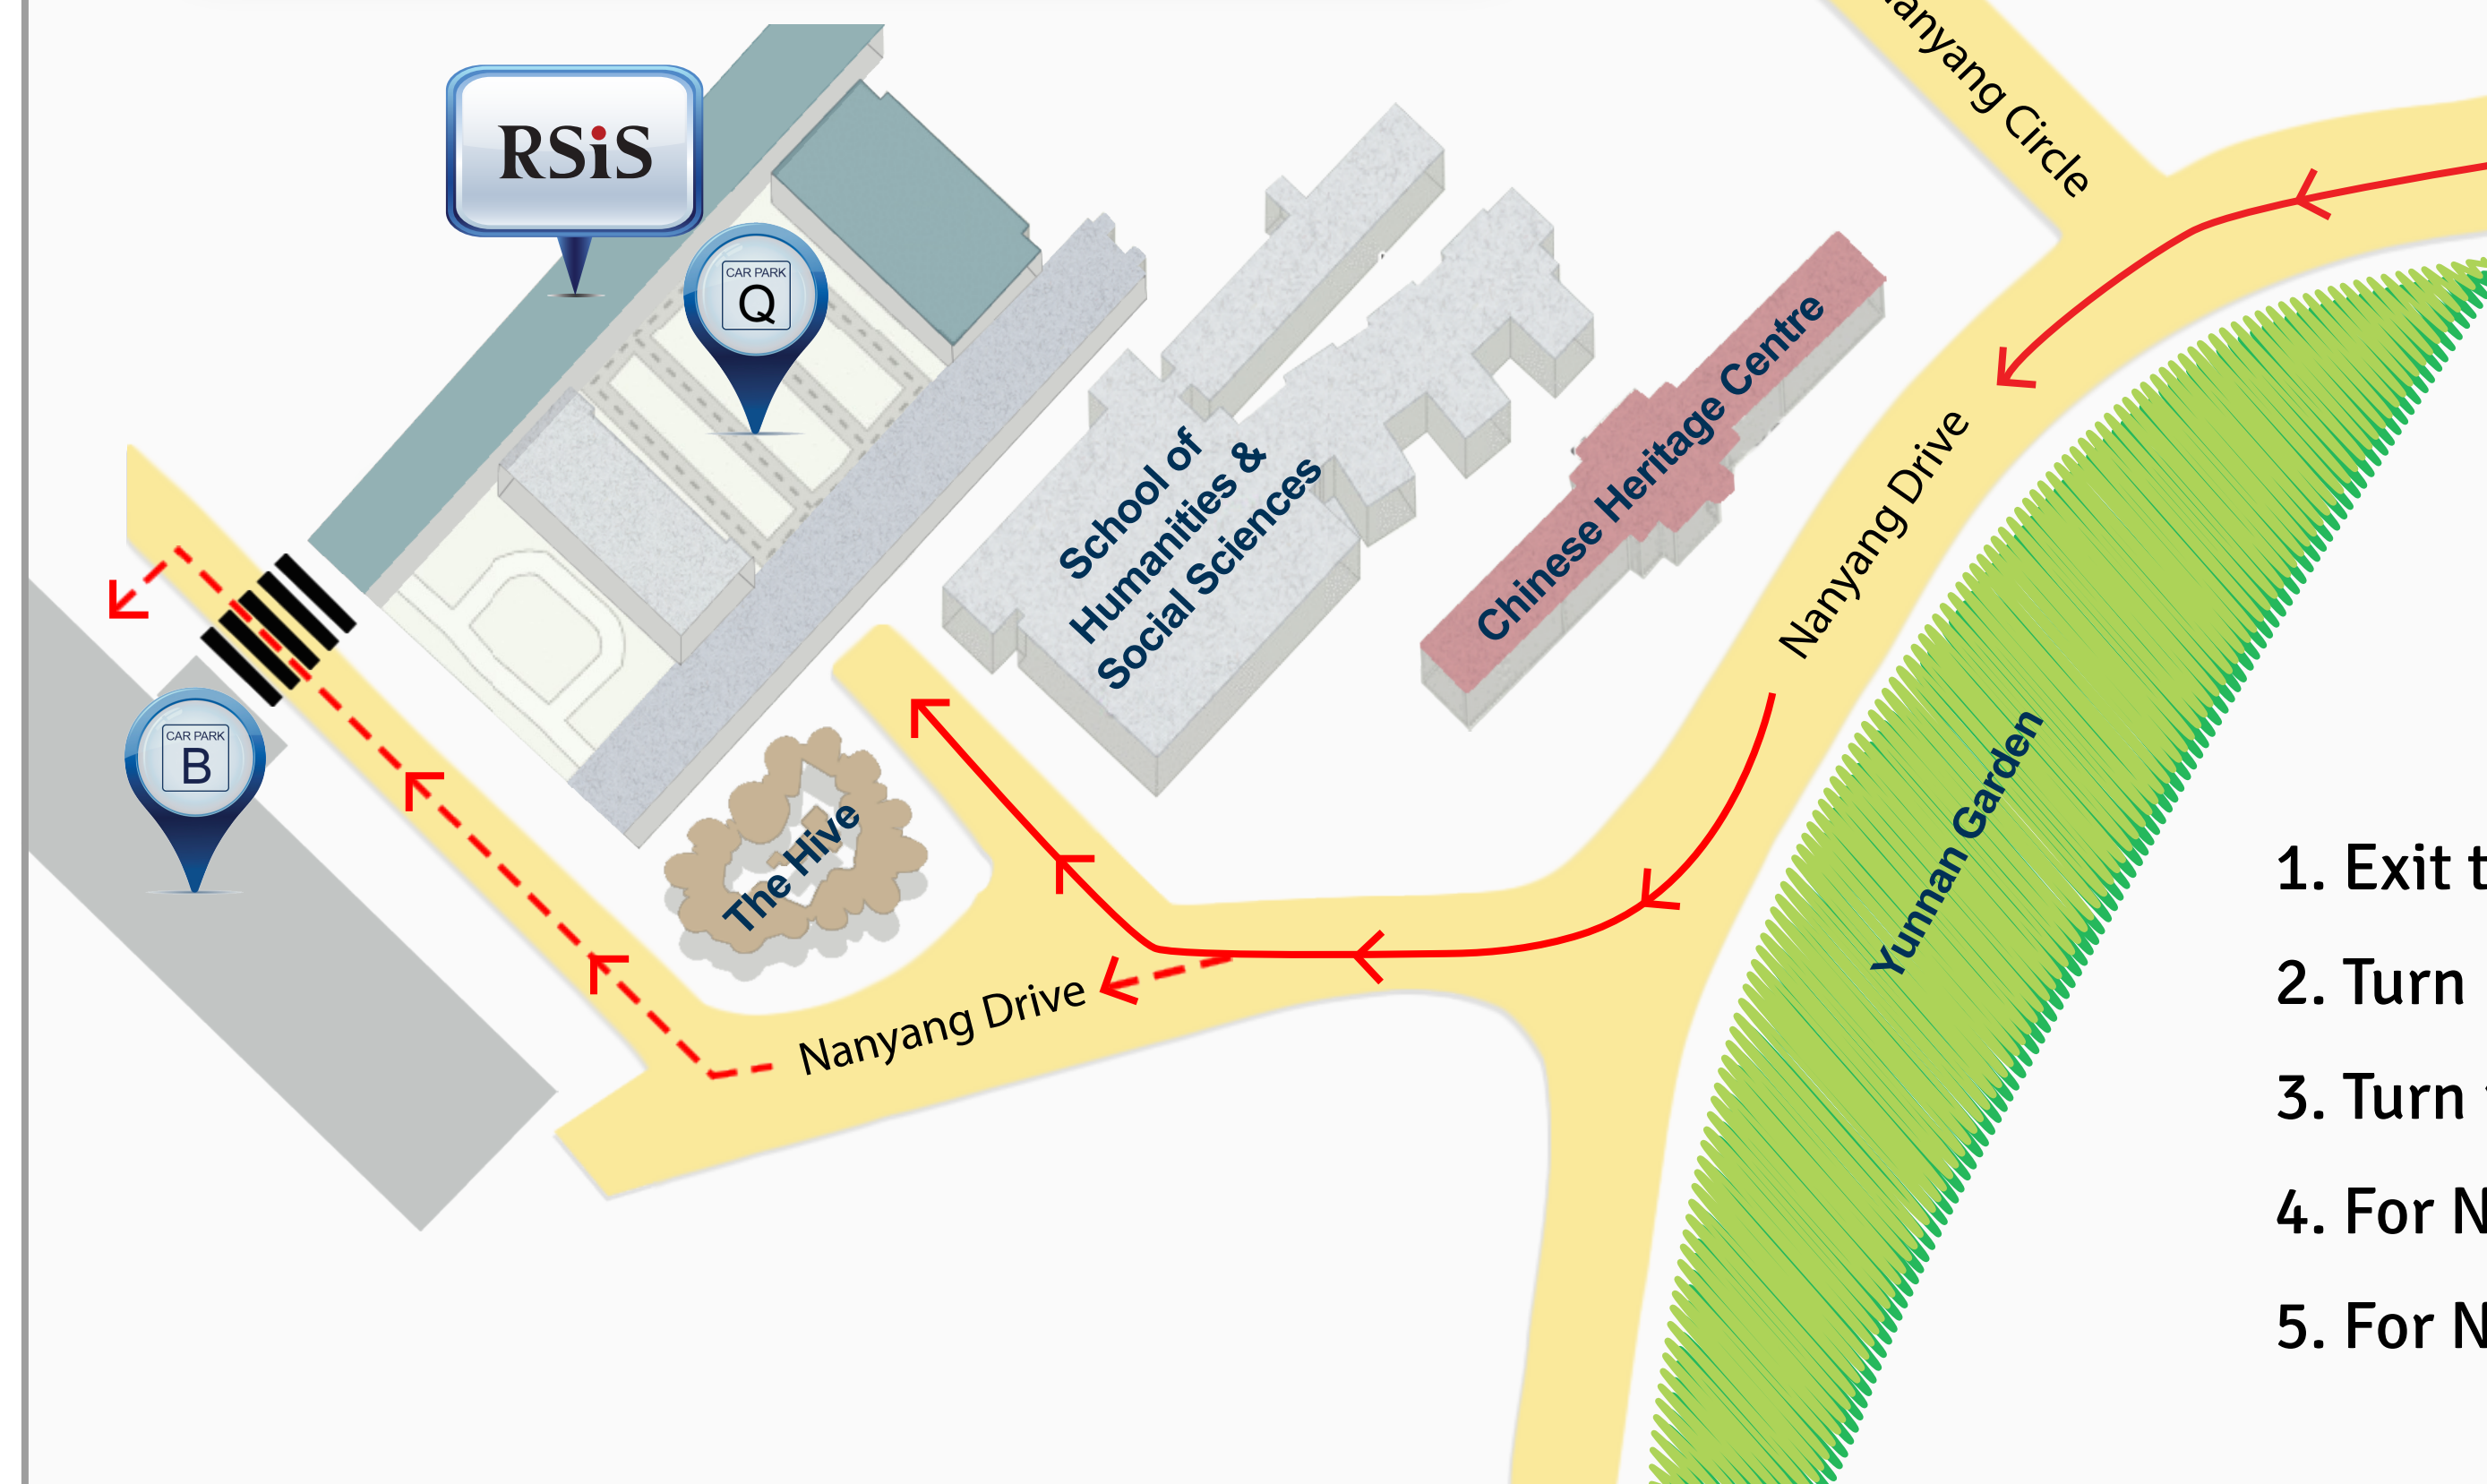 Nanyang Circle
RSiS
CAR PARK
Q
School of
Humanities &
Social Sciences
Chinese Heritage Centre
Nanyang Drive
CAR PARK
B
The Hive
Nanyang Drive
Yunnan Garden
1. Exit t
2. Turn
3. Turn
4. For N
5. For N